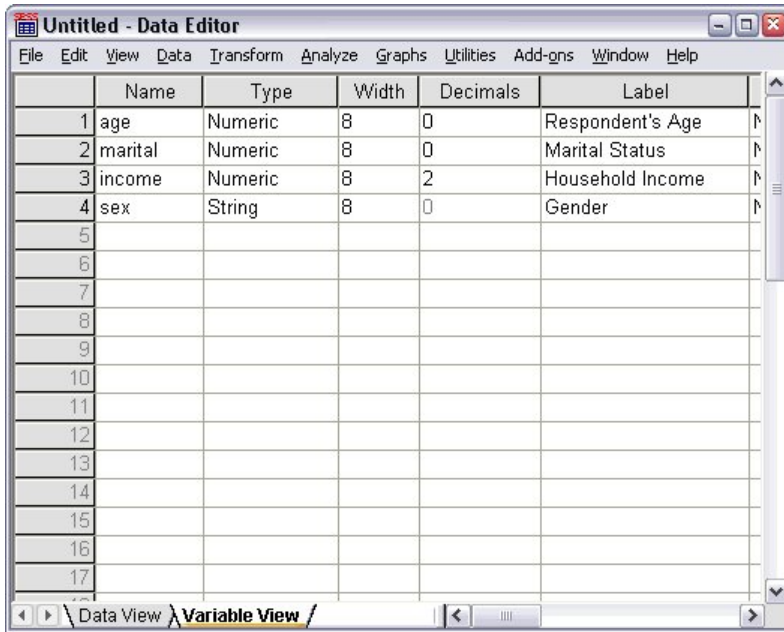 Untitled - Data Editor
File Edit View Data Transform Analyze Graphs Utilities Add-ons Window Help
Name Type Width Decimals Label
1 age Numeric 8 0 Respondent's Age
2 marital Numeric 8 0 Marital Status
3 income Numeric 8 2 Household Income
4 sex String 8 0 Gender
5
6
7
8
9
10
11
12
13
14
15
16
17
Data View Variable View